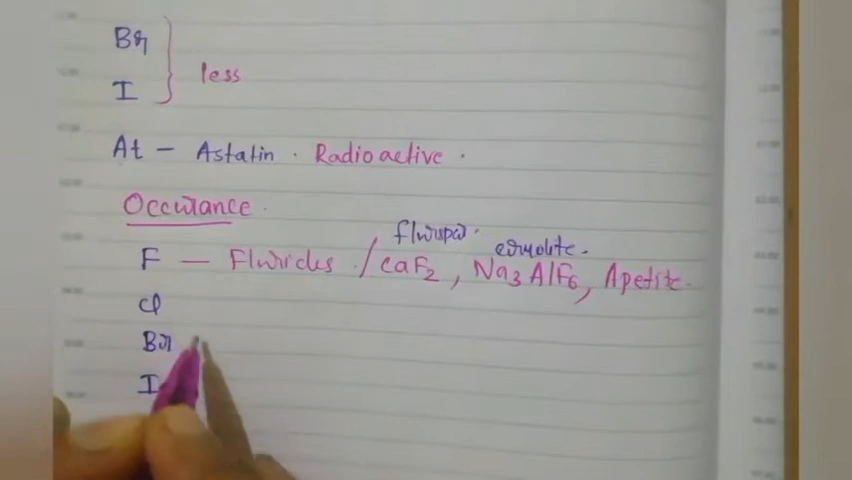 Br
I } less
At - Astatin . Radioactive .
Occurance
flurspar. cryolite.
F - Flurides / CaF2, Na3AlF6, Apetite.
Cl
Br
I